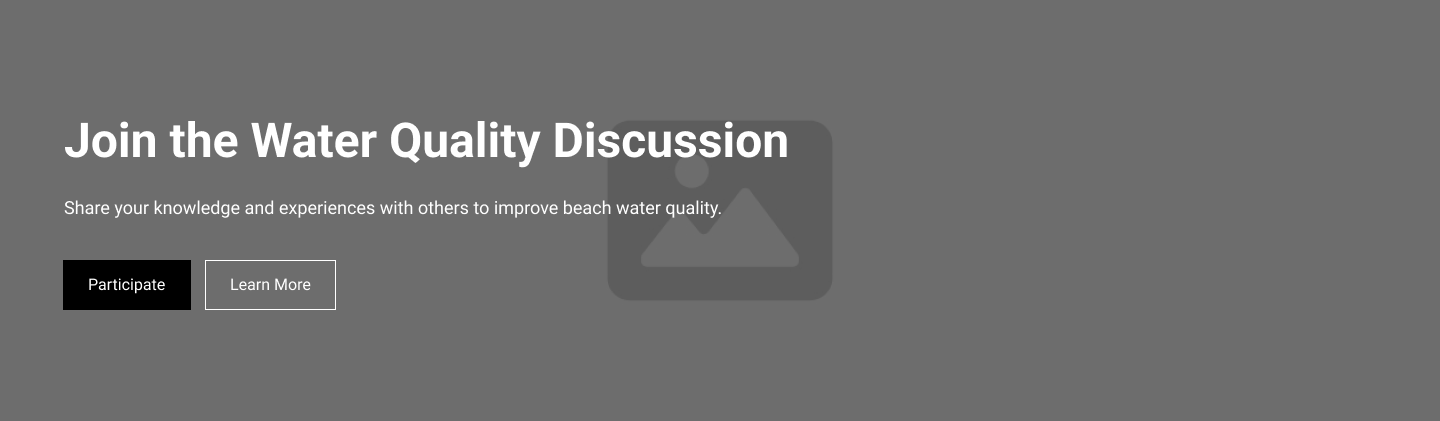 Join the Water Quality Discussion
Share your knowledge and experiences with others to improve beach water quality.
Participate
Learn More